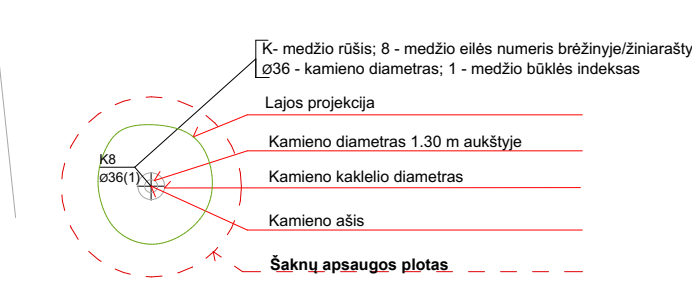 K- medžio rūšis; 8 - medžio eilės numeris brėžinyje/žiniarašty
ø36 - kamieno diametras; 1 - medžio būklės indeksas
Lajos projekcija
Kamieno diametras 1.30 m aukštyje
K8
ø36(1)
Kamieno kaklelio diametras
Kamieno ašis
Šaknų apsaugos plotas